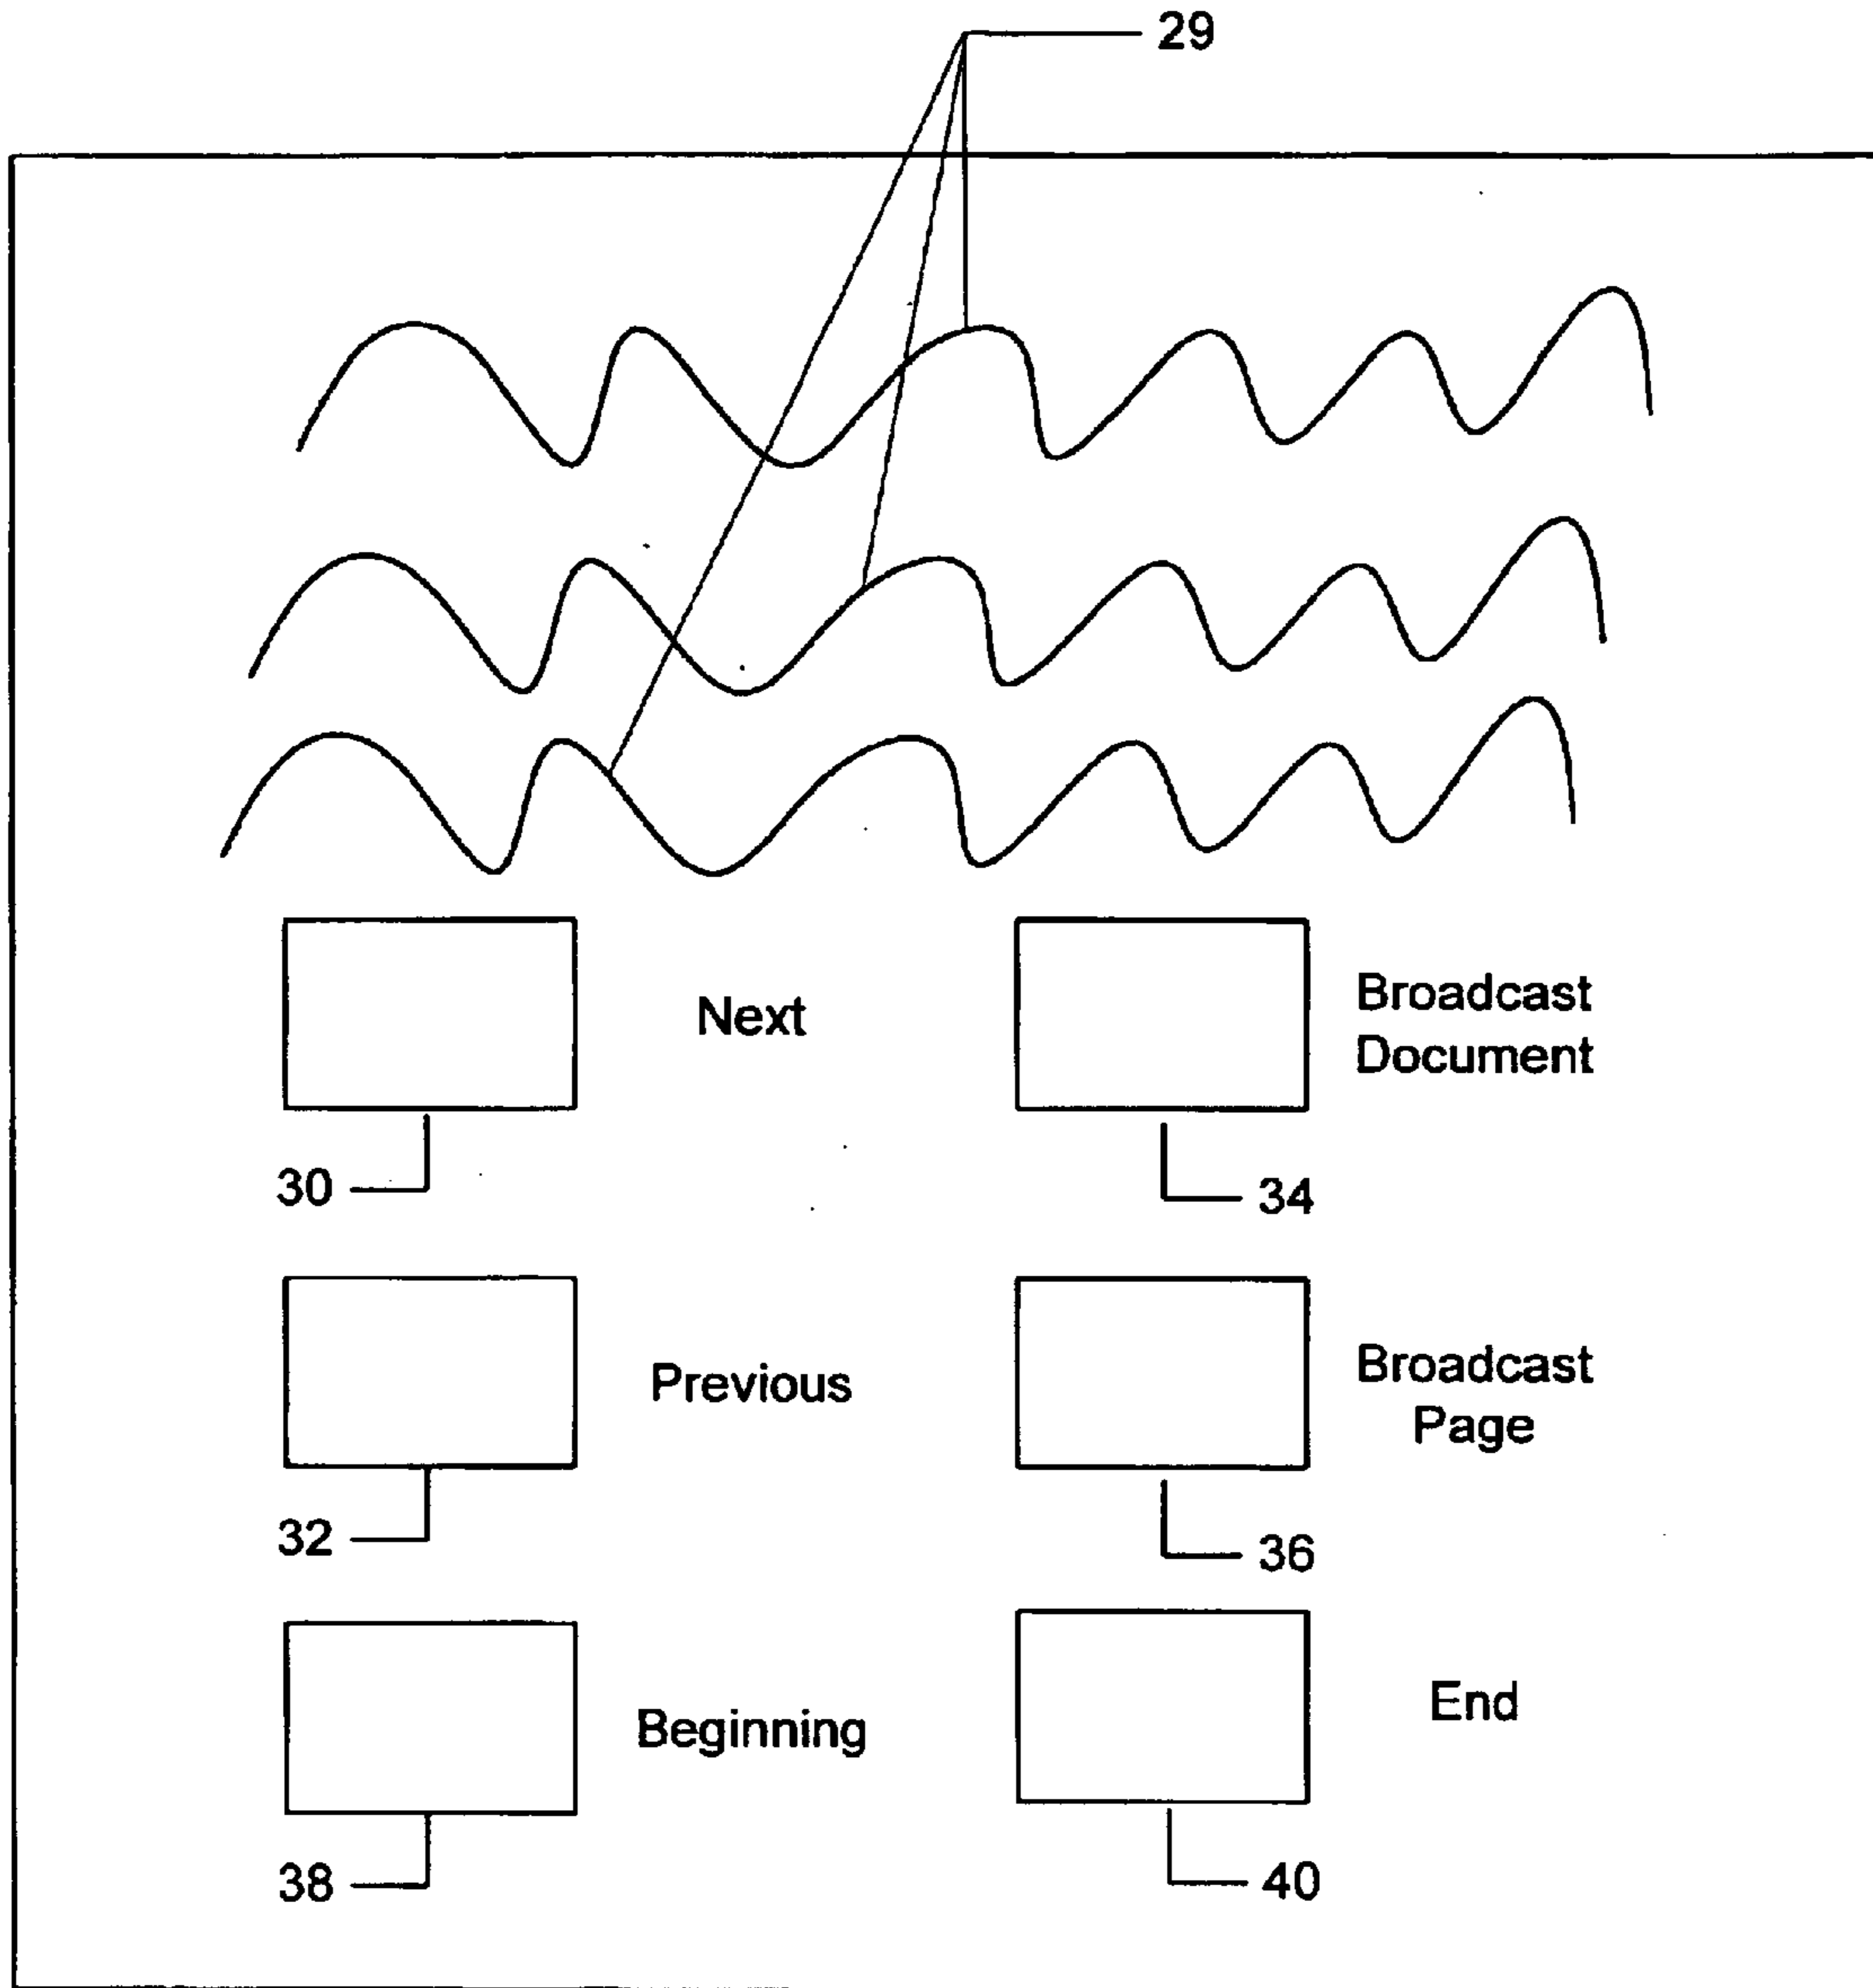 29
Next
Broadcast
Document
30
34
Previous
Broadcast
Page
32
36
Beginning
End
38
40